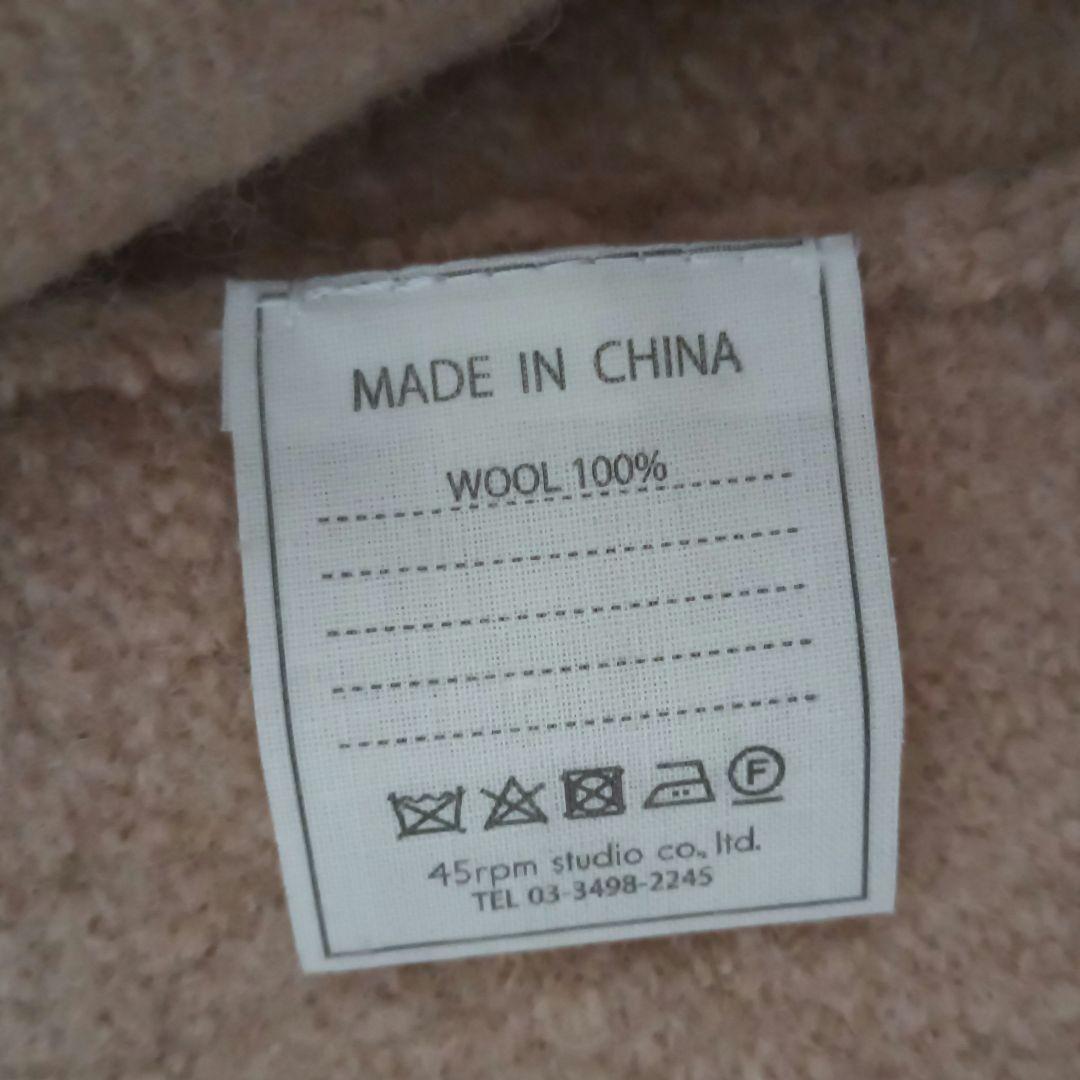 MADE IN CHINA
WOOL 100%
F
45rpm studio co., ltd.
TEL 03-3498-2245